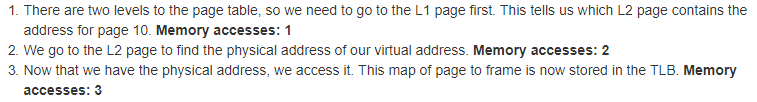 1. There are two levels to the page table, so we need to go to the L1 page first. This tells us which L2 page contains the
address for page 10. Memory accesses: 1
2. We go to the L2 page to find the physical address of our virtual address. Memory accesses: 2
3. Now that we have the physical address, we access it. This map of page to frame is now stored in the TLB. Memory
accesses: 3